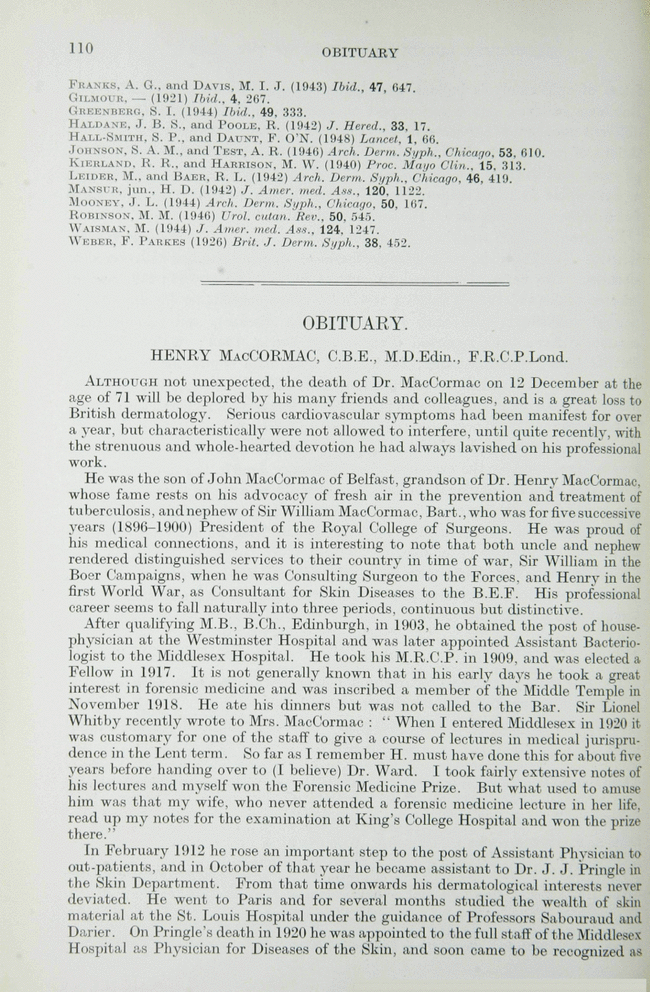 110
OBITUARY
FRANKS, A. G., and DAVIS, M. I. J. (1943) Ibid., 47, 647.
GILMOUR, — (1921) Ibid., 4, 267.
GREENBERG, S. I. (1944) Ibid., 49, 333.
HALDANE, J. B. S., and POOLE, R. (1942) J. Hered., 33, 17.
HALL-SMITH, S. P., and DAUNT, F. O'N. (1948) Lancet, 1, 66.
JOHNSON, S. A. M., and TEST, A. R. (1946) Arch. Derm. Syph., Chicago, 53, 610.
KIERLAND, R. R., and HARRISON, M. W. (1940) Proc. Mayo Clin., 15, 313.
LEIDER, M., and BAER, R. L. (1942) Arch. Derm. Syph., Chicago, 46, 419.
MANSUR, jun., H. D. (1942) J. Amer. med. Ass., 120, 1122.
MOONEY, J. L. (1944) Arch. Derm. Syph., Chicago, 50, 167.
ROBINSON, M. M. (1946) Urol. cutan. Rev., 50, 545.
WAISMAN, M. (1944) J. Amer. med. Ass., 124, 1247.
WEBER, F. PARKES (1926) Brit. J. Derm. Syph., 38, 452.
OBITUARY.
HENRY MACCORMAC, C.B.E., M.D.Edin., F.R.C.P.Lond.
ALTHOUGH not unexpected, the death of Dr. MacCormac on 12 December at the
age of 71 will be deplored by his many friends and colleagues, and is a great loss to
British dermatology. Serious cardiovascular symptoms had been manifest for over
a year, but characteristically were not allowed to interfere, until quite recently, with
the strenuous and whole-hearted devotion he had always lavished on his professional
work.
He was the son of John MacCormac of Belfast, grandson of Dr. Henry MacCormac,
whose fame rests on his advocacy of fresh air in the prevention and treatment of
tuberculosis, and nephew of Sir William MacCormac, Bart., who was for five successive
years (1896–1900) President of the Royal College of Surgeons. He was proud of
his medical connections, and it is interesting to note that both uncle and nephew
rendered distinguished services to their country in time of war, Sir William in the
Boer Campaigns, when he was Consulting Surgeon to the Forces, and Henry in the
first World War, as Consultant for Skin Diseases to the B.E.F. His professional
career seems to fall naturally into three periods, continuous but distinctive.
After qualifying M.B., B.Ch., Edinburgh, in 1903, he obtained the post of house-
physician at the Westminster Hospital and was later appointed Assistant Bacterio-
logist to the Middlesex Hospital. He took his M.R.C.P. in 1909, and was elected a
Fellow in 1917. It is not generally known that in his early days he took a great
interest in forensic medicine and was inscribed a member of the Middle Temple in
November 1918. He ate his dinners but was not called to the Bar. Sir Lionel
Whitby recently wrote to Mrs. MacCormac : " When I entered Middlesex in 1920 it
was customary for one of the staff to give a course of lectures in medical jurispru-
dence in the Lent term. So far as I remember H. must have done this for about five
years before handing over to (I believe) Dr. Ward. I took fairly extensive notes of
his lectures and myself won the Forensic Medicine Prize. But what used to amuse
him was that my wife, who never attended a forensic medicine lecture in her life,
read up my notes for the examination at King's College Hospital and won the prize
there."
In February 1912 he rose an important step to the post of Assistant Physician to
out-patients, and in October of that year he became assistant to Dr. J. J. Pringle in
the Skin Department. From that time onwards his dermatological interests never
deviated. He went to Paris and for several months studied the wealth of skin
material at the St. Louis Hospital under the guidance of Professors Sabouraud and
Darier. On Pringle's death in 1920 he was appointed to the full staff of the Middlesex
Hospital as Physician for Diseases of the Skin, and soon came to be recognized as